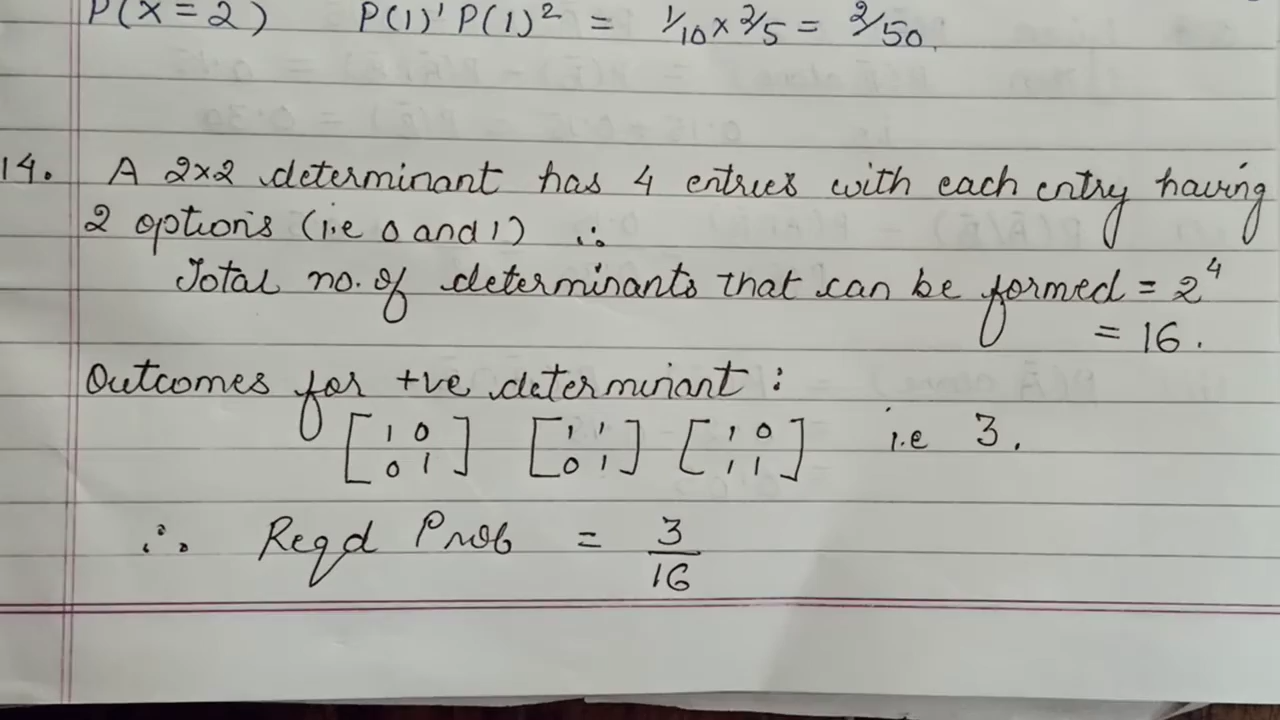 P(X=2) P(1)' P(1)² = 1/10 × 2/5 = 2/50.
14. A 2×2 determinant has 4 entries with each entry having
2 options (i.e 0 and 1) ∴
Total no. of determinants that can be formed = 2⁴
= 16.
Outcomes for +ve determinant :
[1 0 [1 1 [1 0 i.e 3.
0 1] 0 1] 1 1]
∴ Reqd Prob = 3/16